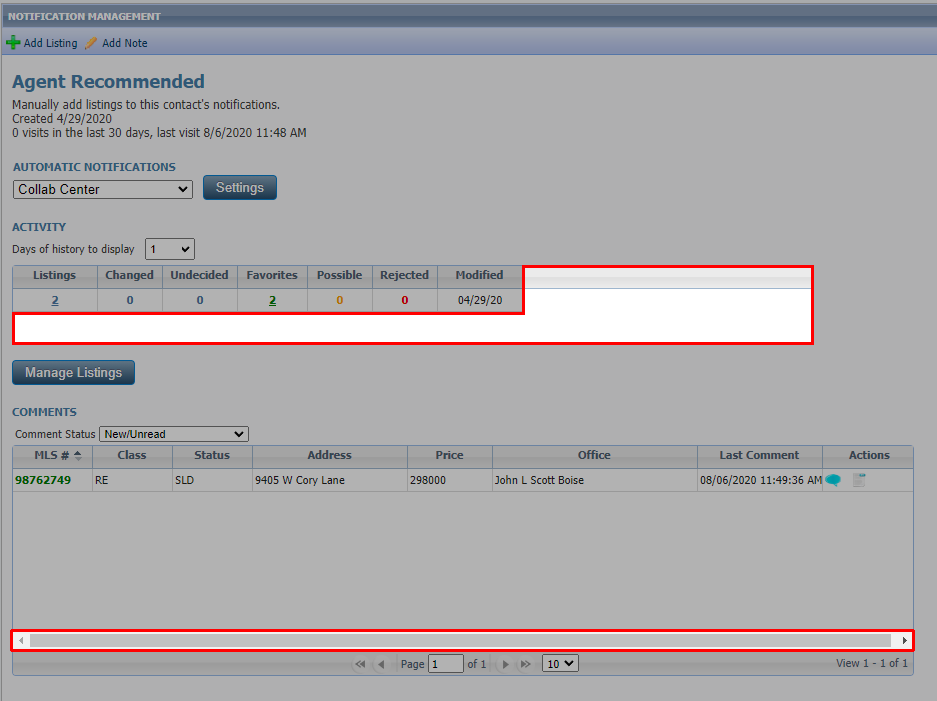 NOTIFICATION MANAGEMENT
Add Listing Add Note
Agent Recommended
Manually add listings to this contact's notifications.
Created 4/29/2020
0 visits in the last 30 days, last visit 8/6/2020 11:48 AM
AUTOMATIC NOTIFICATIONS
Collab Center Settings
ACTIVITY
Days of history to display 1
Listings Changed Undecided Favorites Possible Rejected Modified
2 0 0 2 0 0 04/29/20
Manage Listings
COMMENTS
Comment Status New/Unread
MLS # Class Status Address Price Office Last Comment Actions
98762749 RE SLD 9405 W Cory Lane 298000 John L Scott Boise 08/06/2020 11:49:36 AM
Page 1 of 1 10 View 1 - 1 of 1